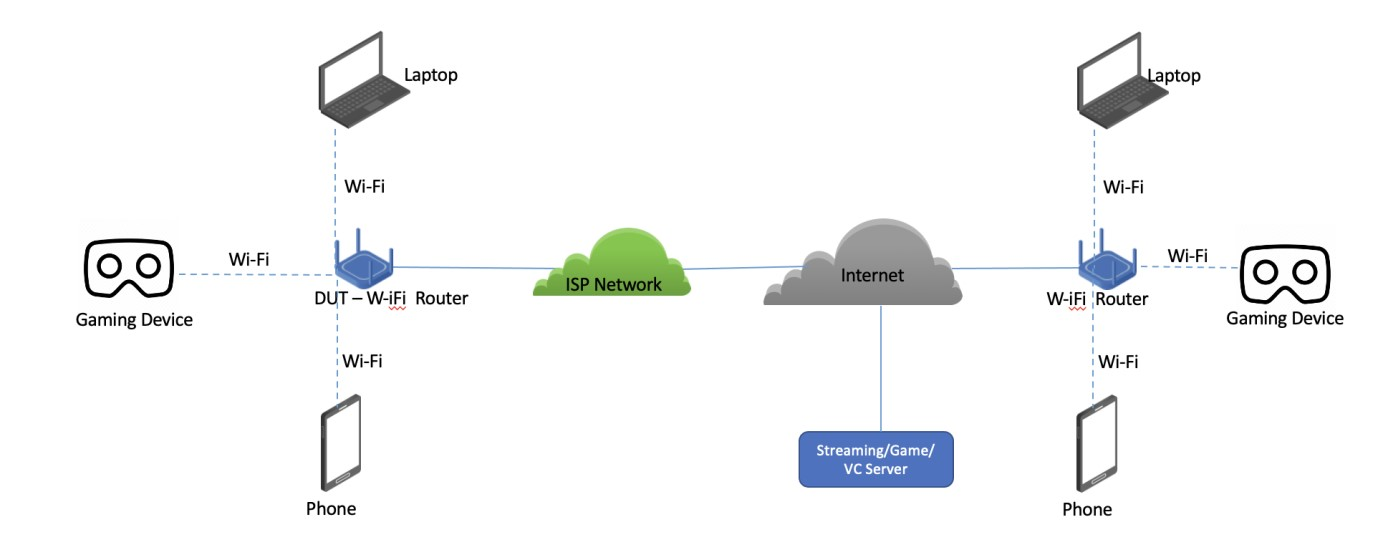 Laptop
Laptop
Wi-Fi
Wi-Fi
Wi-Fi
Wi-Fi
ISP Network
Internet
DUT – W-iFi Router
W-iFi Router
Gaming Device
Gaming Device
Wi-Fi
Wi-Fi
Streaming/Game/
VC Server
Phone
Phone